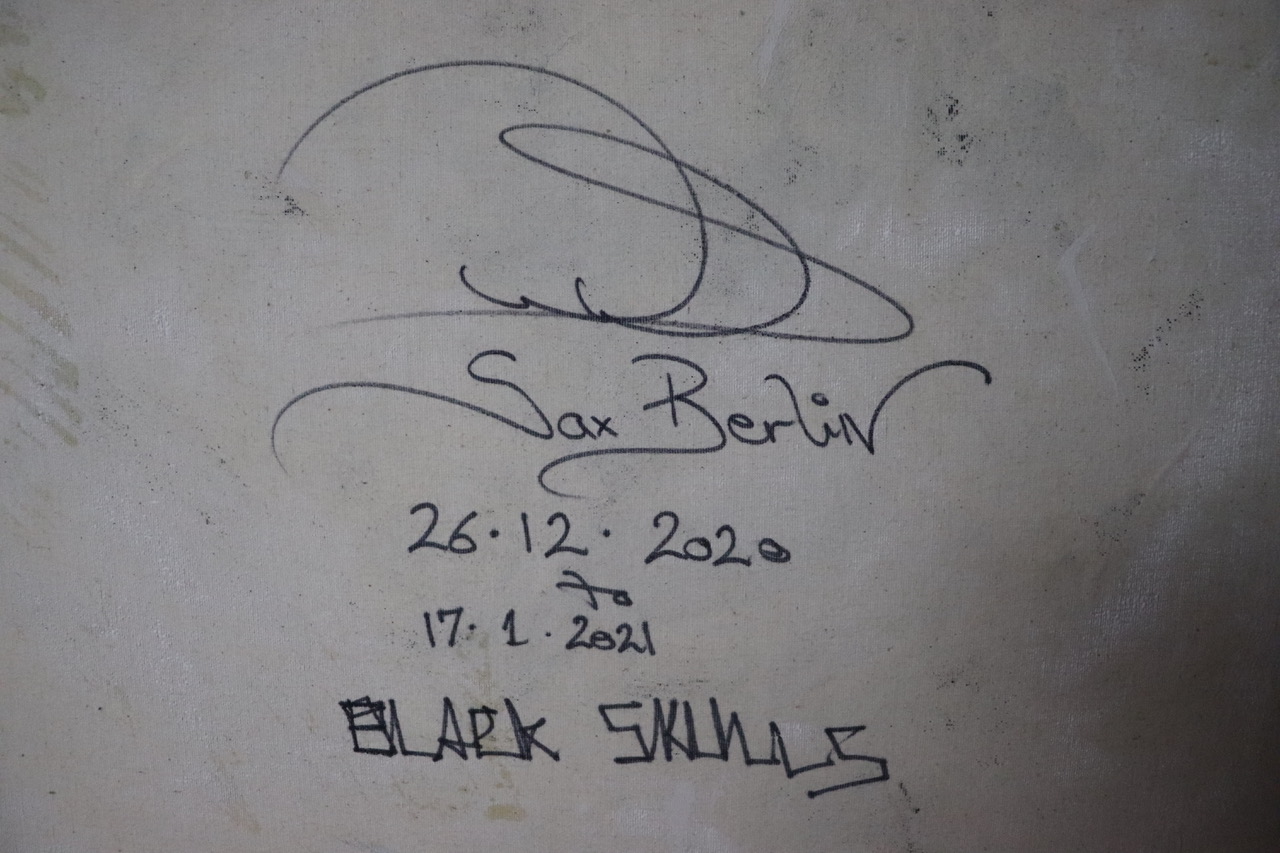 Sax Berlin
26.12.2020
To
17.1.2021
BLACK SKULLS